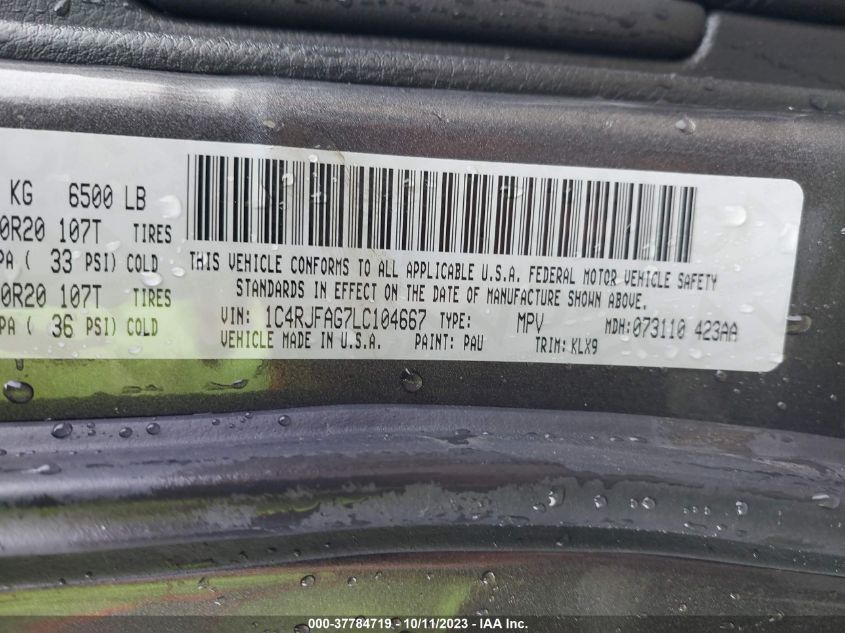 KG 6500 LB
0R20 107T TIRES
PA ( 33 PSI) COLD
0R20 107T TIRES
PA ( 36 PSI) COLD
THIS VEHICLE CONFORMS TO ALL APPLICABLE U.S.A. FEDERAL MOTOR VEHICLE SAFETY
STANDARDS IN EFFECT ON THE DATE OF MANUFACTURE SHOWN ABOVE.
VIN: 1C4RJFAG7LC104667 TYPE: MPV MDH:073110 423AA
VEHICLE MADE IN U.S.A. PAINT: PAU TRIM: KLX9
000-37784719 - 10/11/2023 - IAA Inc.